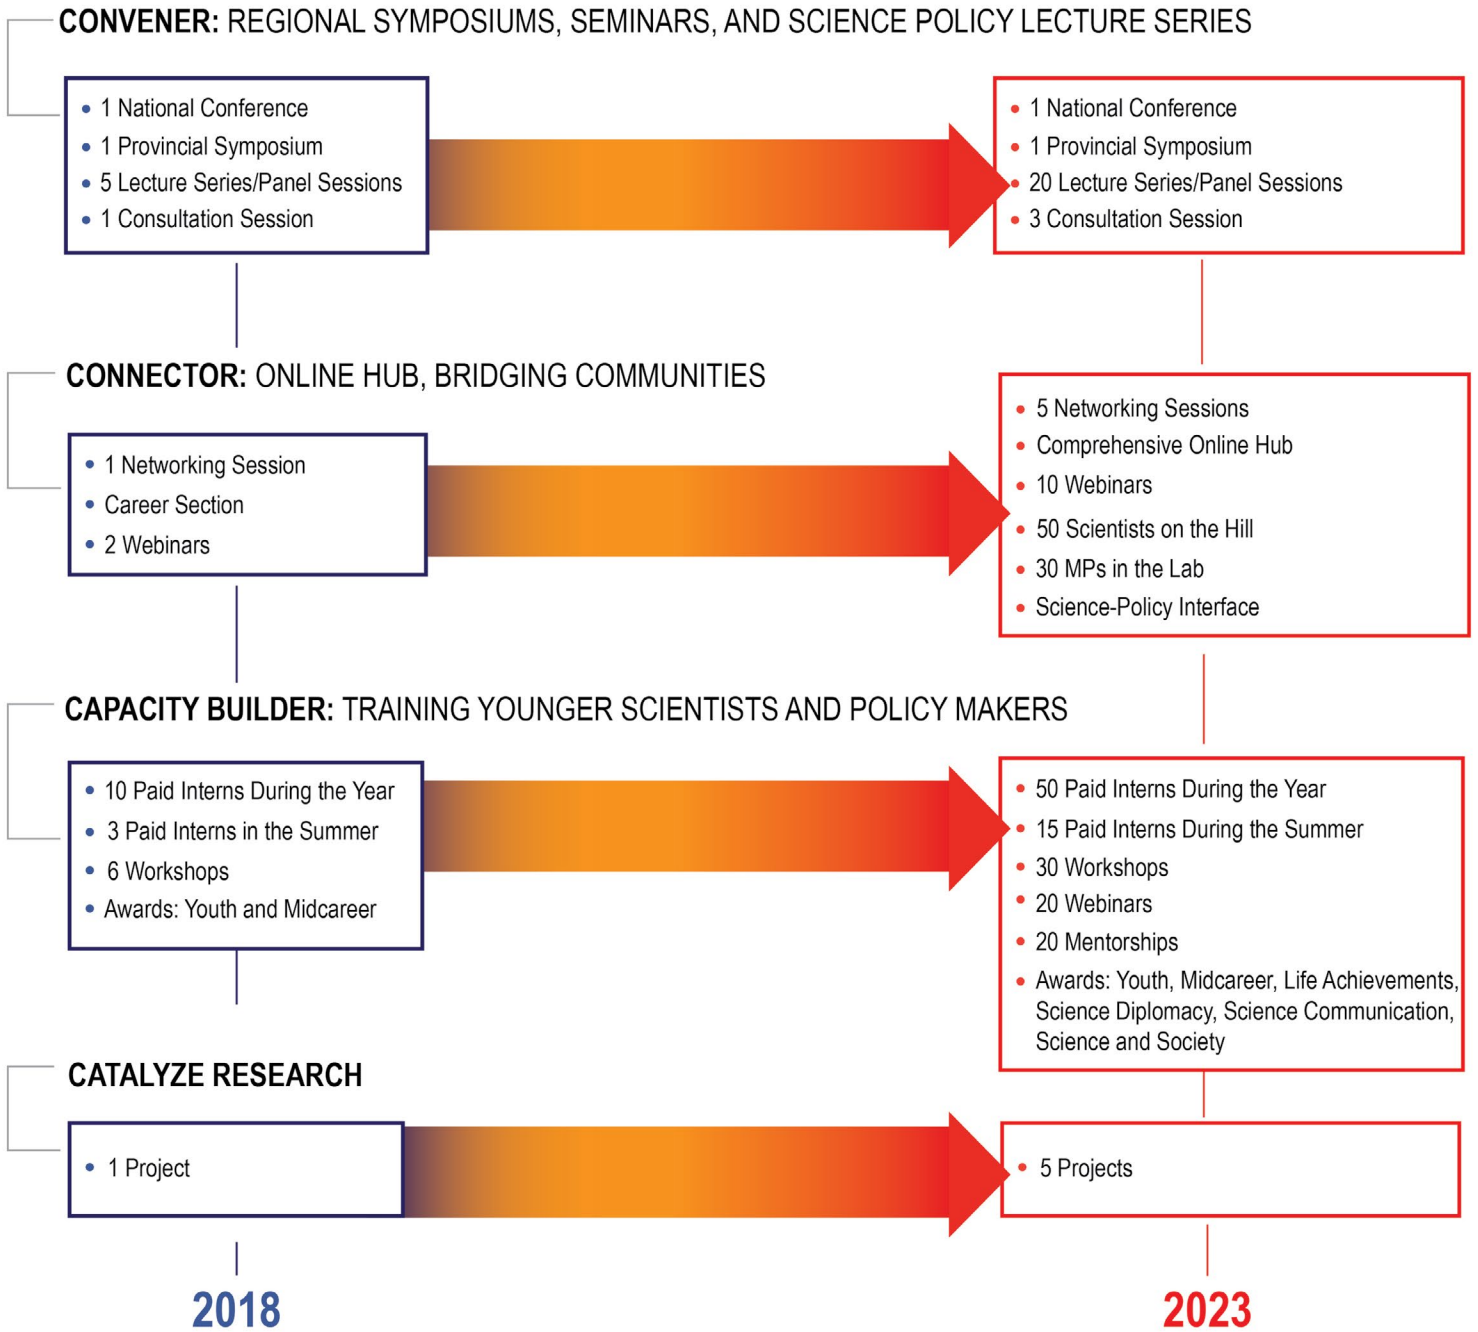 CONVENER: REGIONAL SYMPOSIUMS, SEMINARS, AND SCIENCE POLICY LECTURE SERIES
• 1 National Conference
• 1 Provincial Symposium
• 5 Lecture Series/Panel Sessions
• 1 Consultation Session
• 1 National Conference
• 1 Provincial Symposium
• 20 Lecture Series/Panel Sessions
• 3 Consultation Session
CONNECTOR: ONLINE HUB, BRIDGING COMMUNITIES
• 1 Networking Session
• Career Section
• 2 Webinars
• 5 Networking Sessions
• Comprehensive Online Hub
• 10 Webinars
• 50 Scientists on the Hill
• 30 MPs in the Lab
• Science-Policy Interface
CAPACITY BUILDER: TRAINING YOUNGER SCIENTISTS AND POLICY MAKERS
• 10 Paid Interns During the Year
• 3 Paid Interns in the Summer
• 6 Workshops
• Awards: Youth and Midcareer
• 50 Paid Interns During the Year
• 15 Paid Interns During the Summer
• 30 Workshops
• 20 Webinars
• 20 Mentorships
• Awards: Youth, Midcareer, Life Achievements,
Science Diplomacy, Science Communication,
Science and Society
CATALYZE RESEARCH
• 1 Project
• 5 Projects
2018
2023